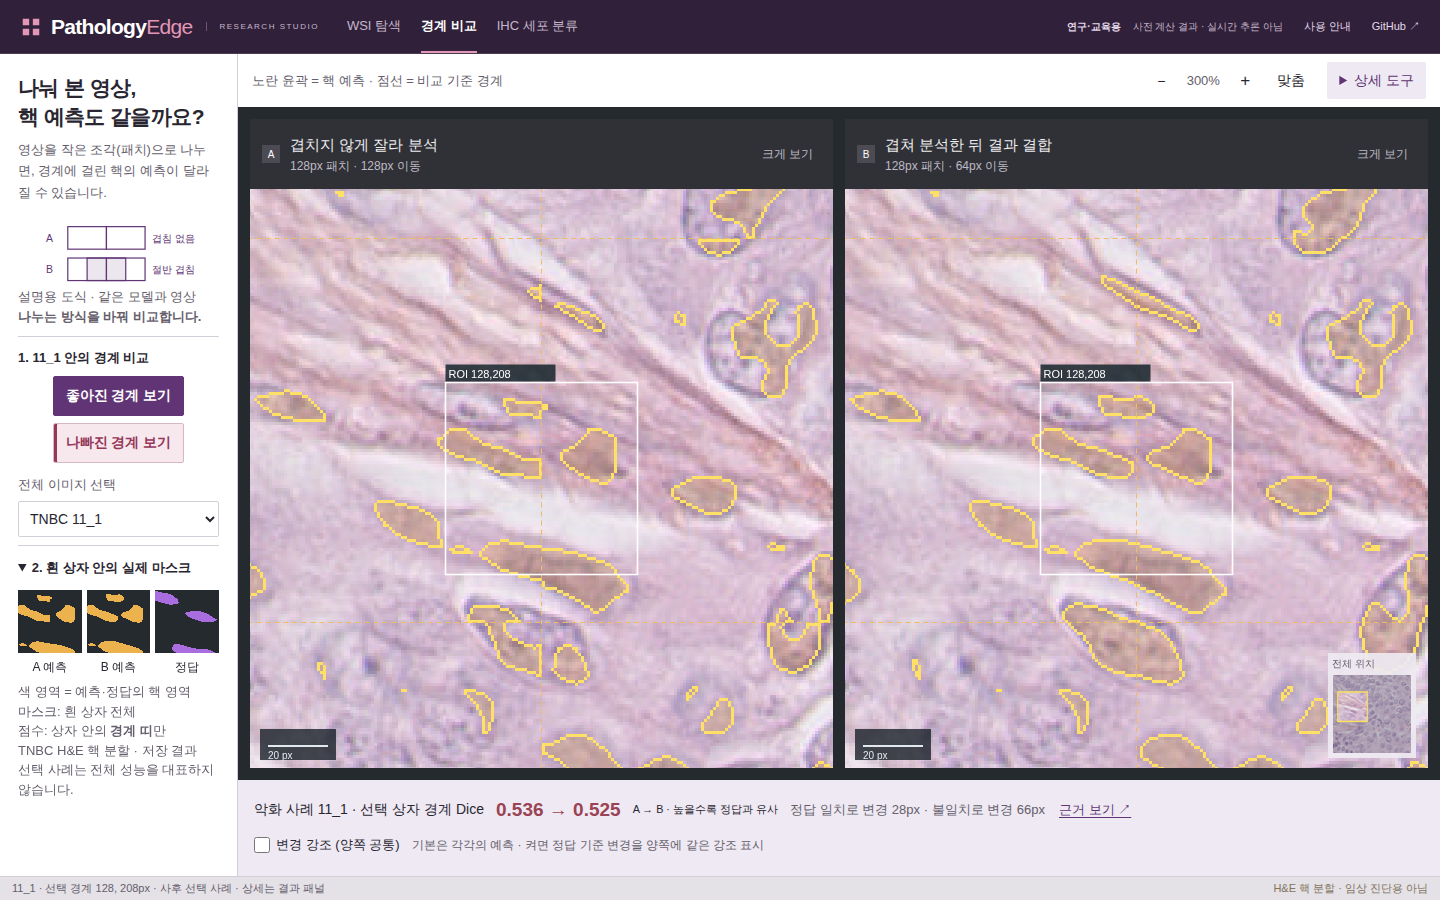 PathologyEdge RESEARCH STUDIO WSI 탐색 경계 비교 IHC 세포 분류 연구·교육용 사전 계산 결과 · 실시간 추론 아님 사용 안내 GitHub ↗
나눠 본 영상,
핵 예측도 같을까요?
영상을 작은 조각(패치)으로 나누
면, 경계에 걸린 핵의 예측이 달라
질 수 있습니다.
A 겹침 없음
B 절반 겹침
설명용 도식 · 같은 모델과 영상
나누는 방식을 바꿔 비교합니다.
1. 11_1 안의 경계 비교
좋아진 경계 보기
나빠진 경계 보기
전체 이미지 선택
TNBC 11_1
▼ 2. 흰 상자 안의 실제 마스크
A 예측 B 예측 정답
색 영역 = 예측·정답의 핵 영역
마스크: 흰 상자 전체
점수: 상자 안의 경계 띠만
TNBC H&E 핵 분할 · 저장 결과
선택 사례는 전체 성능을 대표하지
않습니다.
노란 윤곽 = 핵 예측 · 점선 = 비교 기준 경계 − 300% + 맞춤 ▶ 상세 도구
A 겹치지 않게 잘라 분석 크게 보기
128px 패치 · 128px 이동
ROI 128,208
20 px
B 겹쳐 분석한 뒤 결과 결합 크게 보기
128px 패치 · 64px 이동
ROI 128,208
전체 위치
20 px
악화 사례 11_1 · 선택 상자 경계 Dice 0.536 → 0.525 A → B · 높을수록 정답과 유사 정답 일치로 변경 28px · 불일치로 변경 66px 근거 보기 ↗
변경 강조 (양쪽 공통) 기본은 각각의 예측 · 켜면 정답 기준 변경을 양쪽에 같은 강조 표시
11_1 · 선택 경계 128, 208px · 사후 선택 사례 · 상세는 결과 패널 H&E 핵 분할 · 임상 진단용 아님